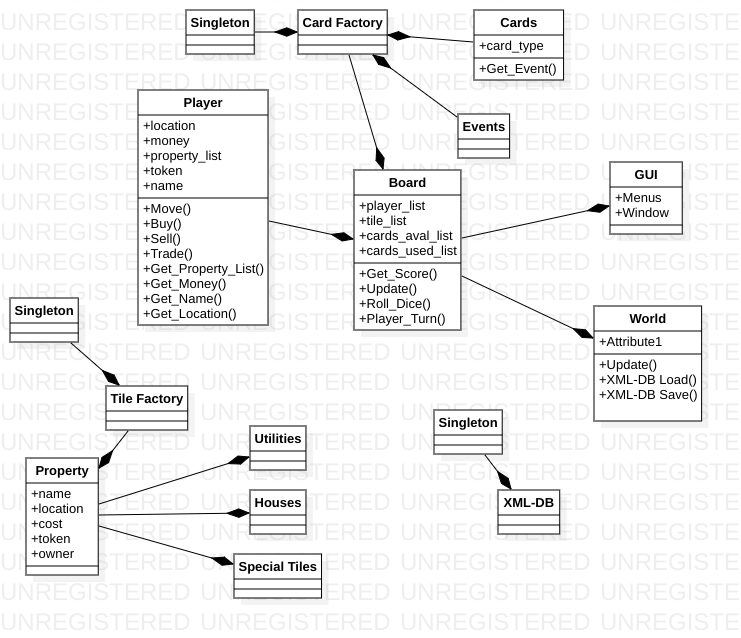 Singleton
Card Factory
Cards
+card_type
+Get_Event()
Events
Player
+location
+money
+property_list
+token
+name
+Move()
+Buy()
+Sell()
+Trade()
+Get_Property_List()
+Get_Money()
+Get_Name()
+Get_Location()
Board
+player_list
+tile_list
+cards_aval_list
+cards_used_list
+Get_Score()
+Update()
+Roll_Dice()
+Player_Turn()
GUI
+Menus
+Window
World
+Attribute1
+Update()
+XML-DB Load()
+XML-DB Save()
Singleton
Tile Factory
Property
+name
+location
+cost
+token
+owner
Utilities
Houses
Special Tiles
Singleton
XML-DB
UNREGISTERED UNREGISTERED UNREGISTERED UNREGISTERED